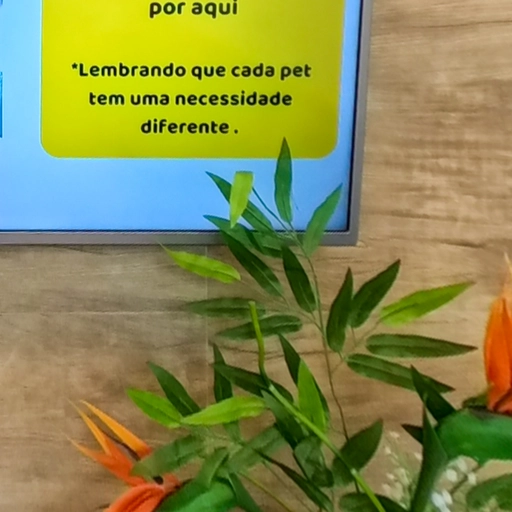 por aqui
*Lembrando que cada pet
tem uma necessidade
diferente .